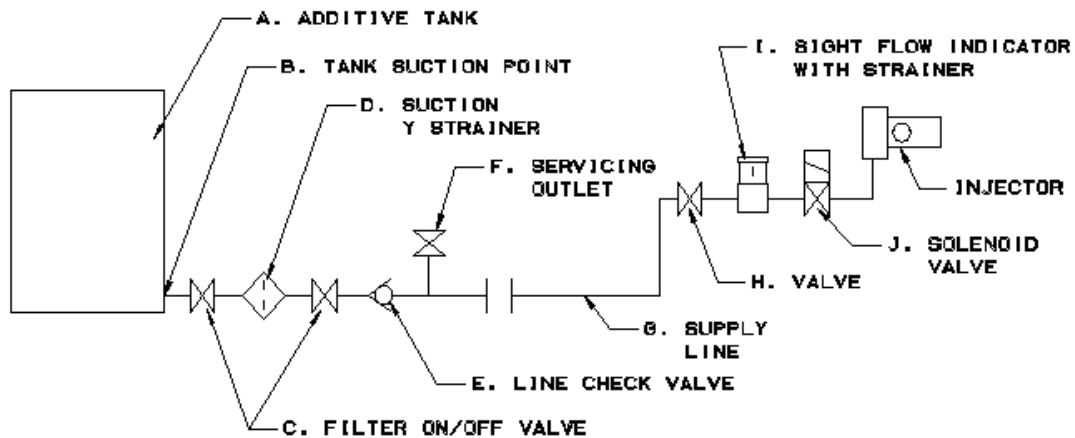 A. ADDITIVE TANK
B. TANK SUCTION POINT
D. SUCTION
Y STRAINER
F. SERVICING
OUTLET
I. SIGHT FLOW INDICATOR
WITH STRAINER
INJECTOR
J. SOLENOID
VALVE
H. VALVE
G. SUPPLY
LINE
E. LINE CHECK VALVE
C. FILTER ON/OFF VALVE